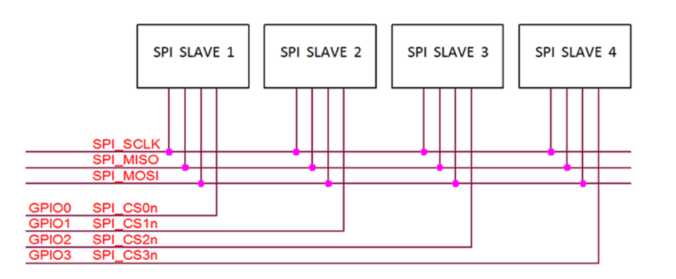 SPI SLAVE 1
SPI SLAVE 2
SPI SLAVE 3
SPI SLAVE 4
SPI_SCLK
SPI_MISO
SPI_MOSI
GPIO0 SPI_CS0n
GPIO1 SPI_CS1n
GPIO2 SPI_CS2n
GPIO3 SPI_CS3n